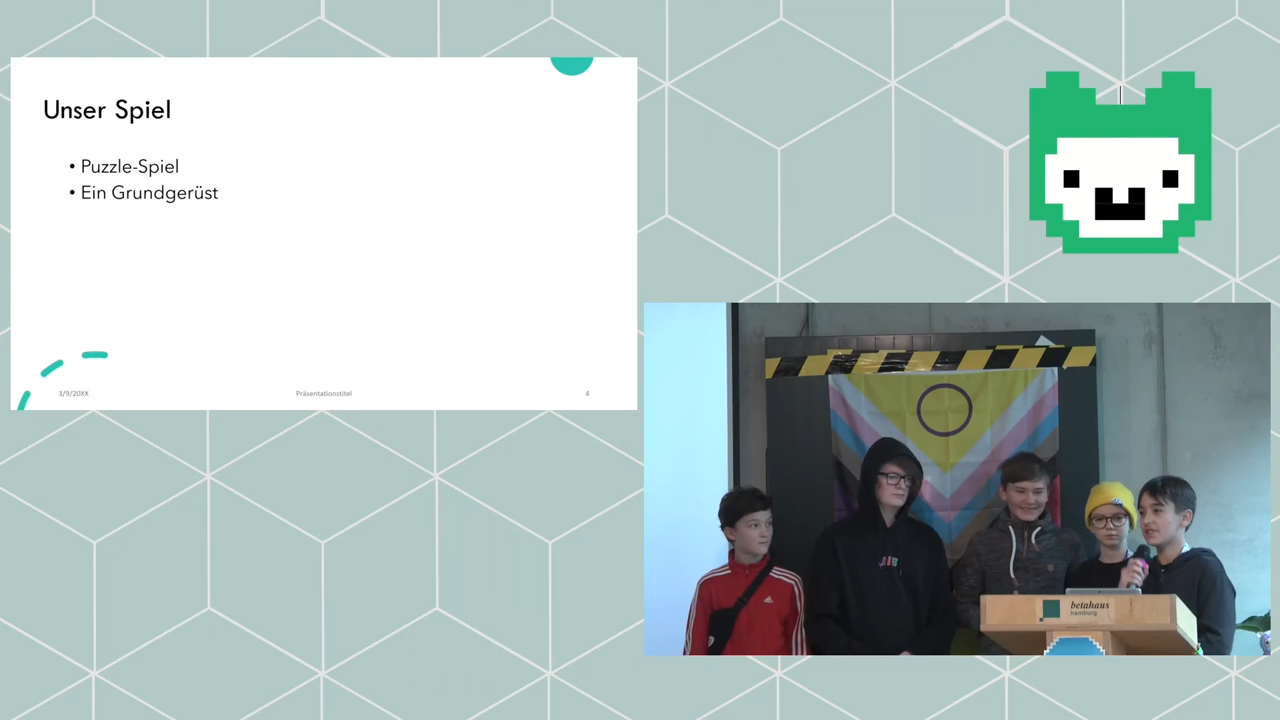 Unser Spiel
• Puzzle-Spiel
• Ein Grundgerüst
3/9/20XX
Präsentationstitel
4
betahaus
hamburg